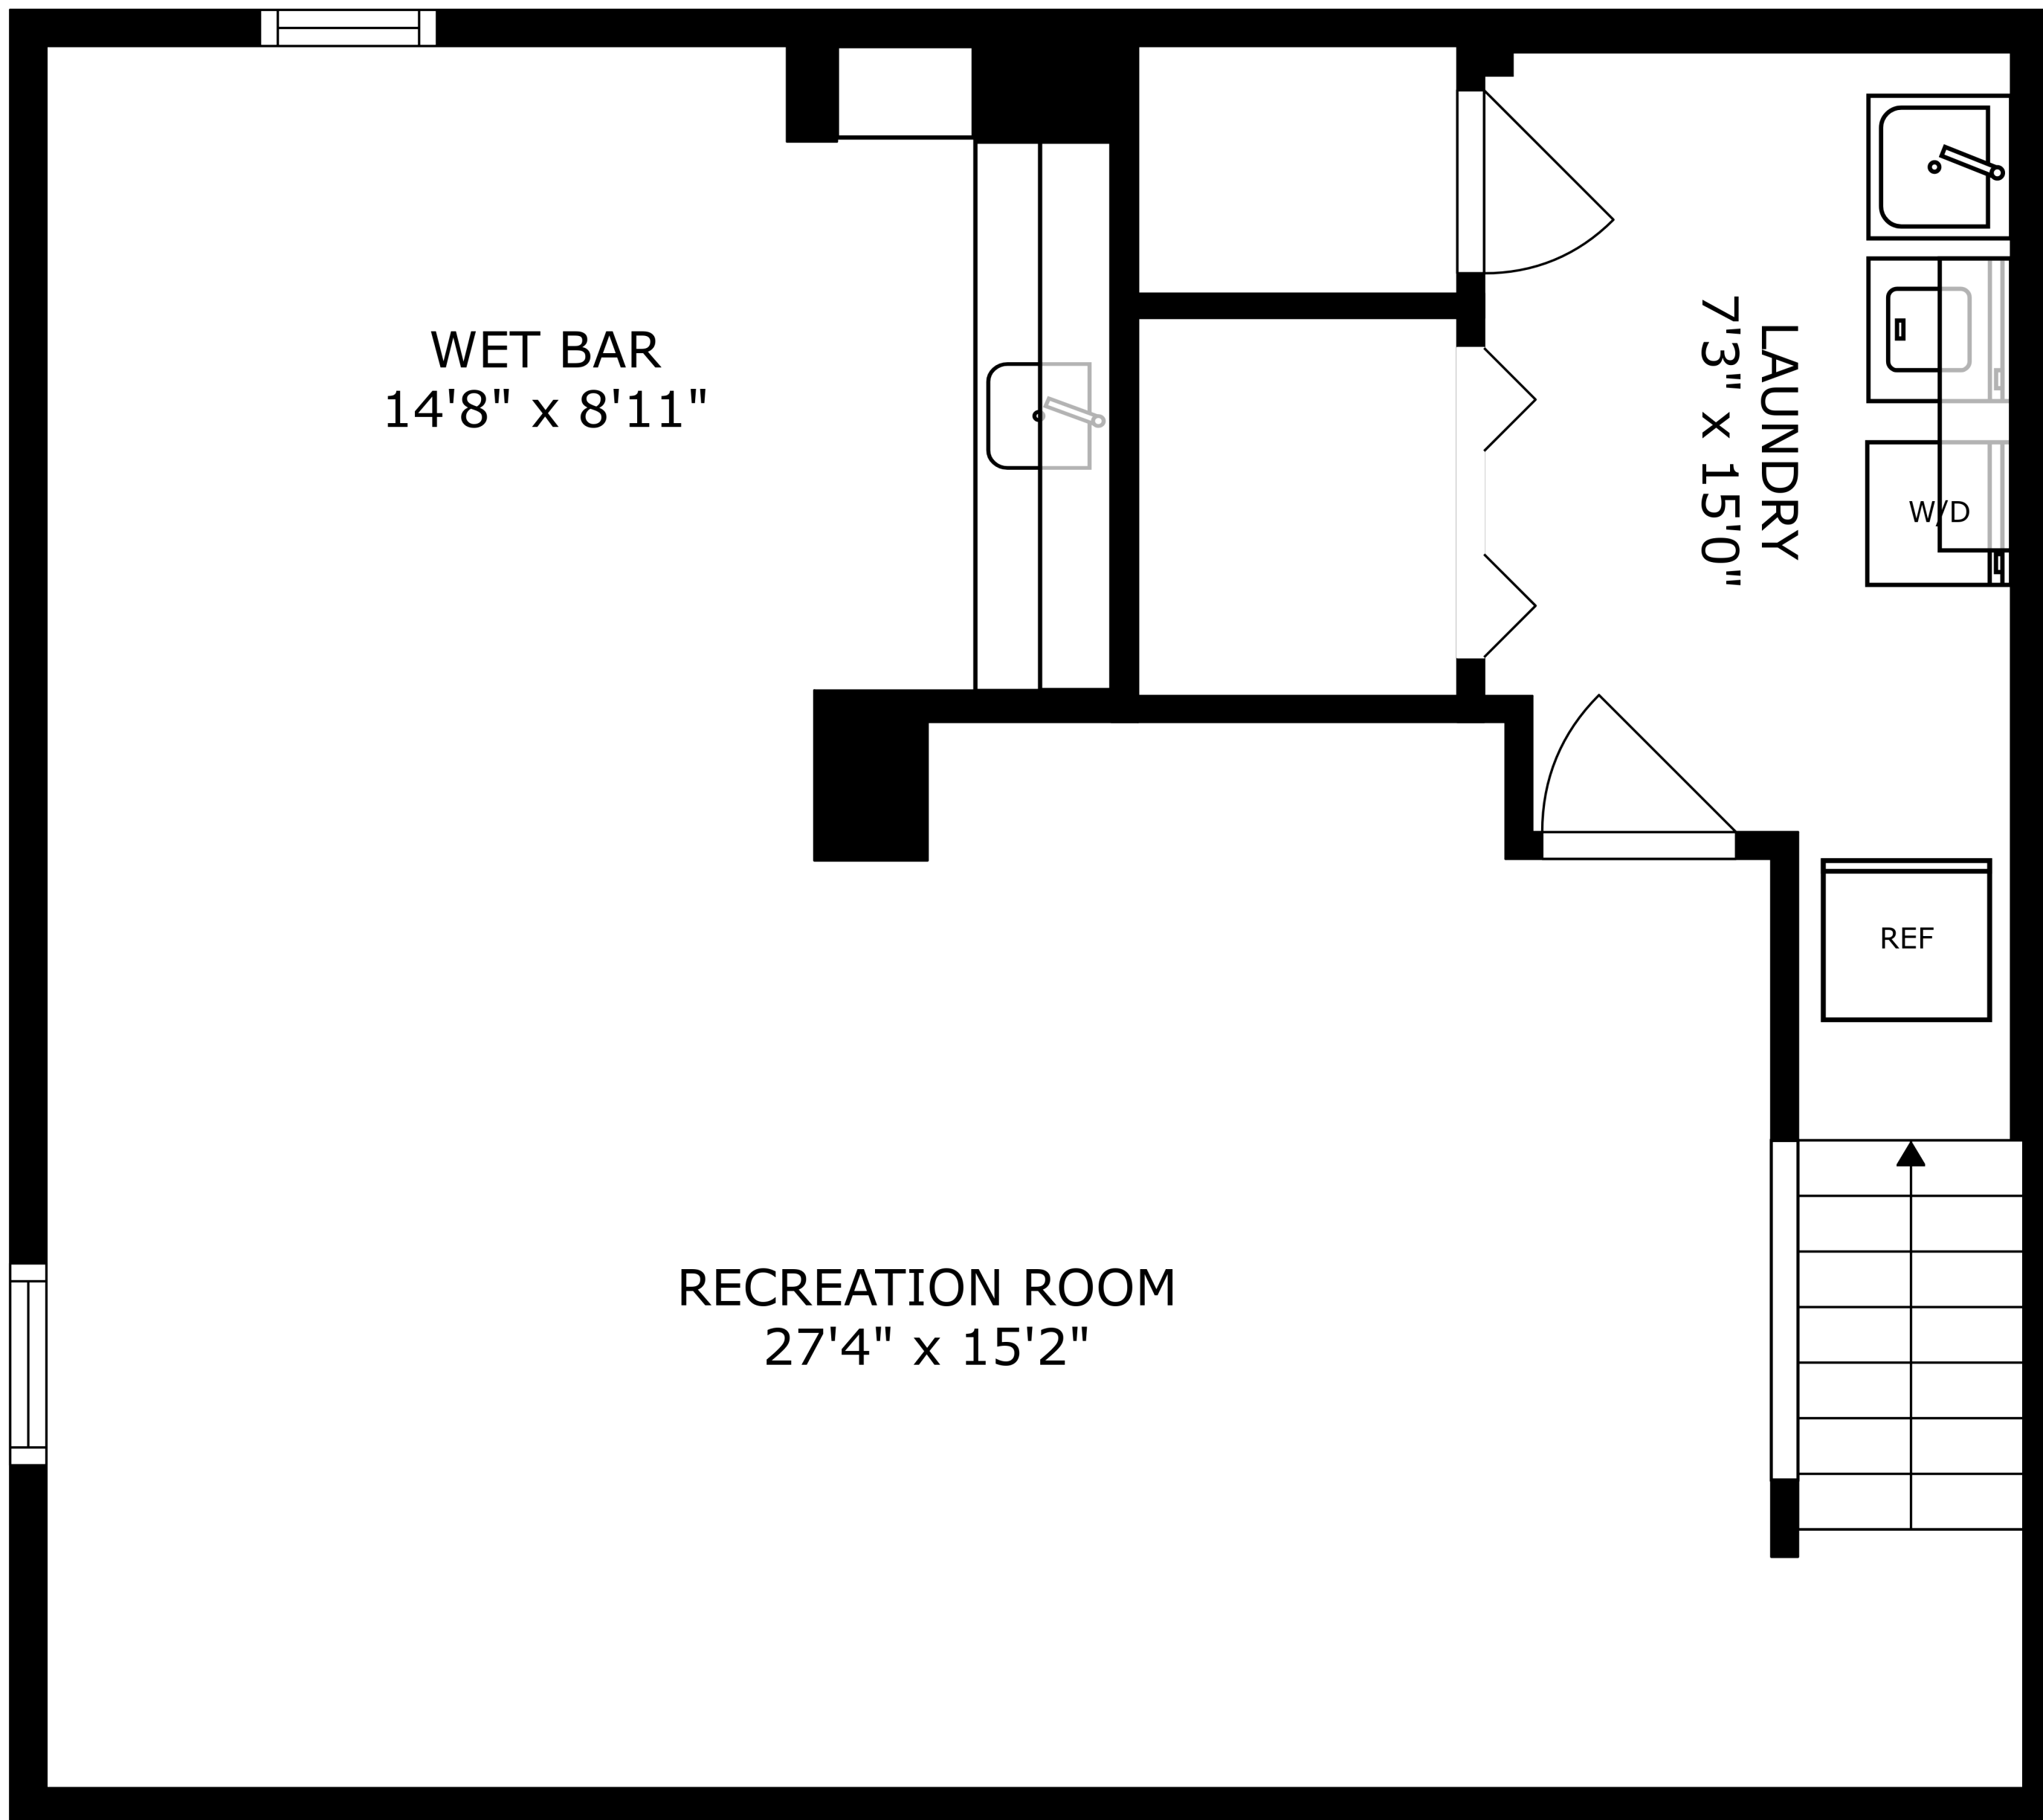 WET BAR
14'8" x 8'11"
LAUNDRY
7'3" x 15'0"
W/D
REF
RECREATION ROOM
27'4" x 15'2"